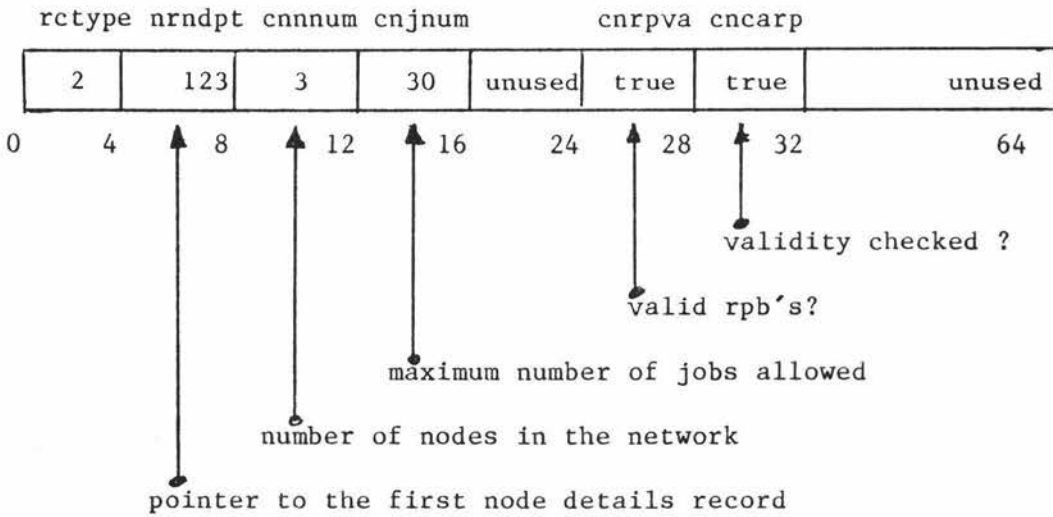 rctype nrndpt cnnnum cnjnum cnrpva cncarp
2 123 3 30 unused true true unused
0 4 8 12 16 24 28 32 64
validity checked ?
valid rpb's?
maximum number of jobs allowed
number of nodes in the network
pointer to the first node details record